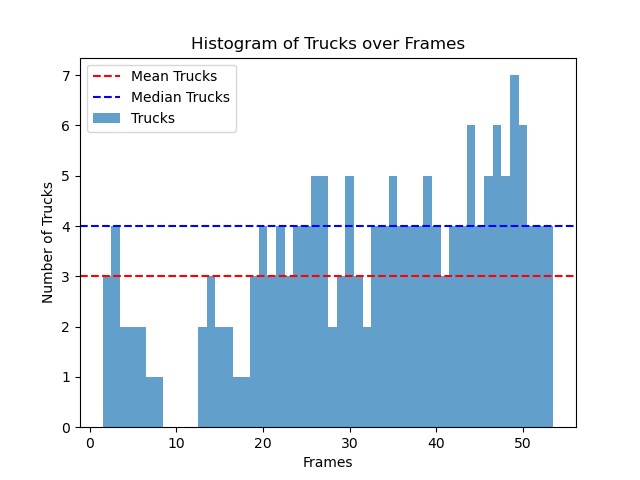 Histogram of Trucks over Frames
Mean Trucks
Median Trucks
Trucks
Number of Trucks
7
6
5
4
3
2
1
0
0 10 20 30 40 50
Frames